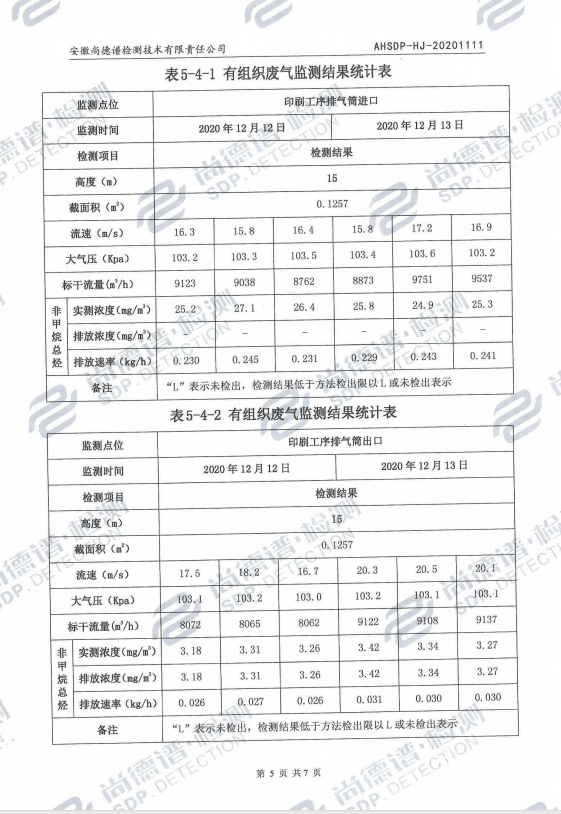 安徽尚德谱检测技术有限责任公司 AHSDP-HJ-20201111
表5-4-1 有组织废气监测结果统计表
监测点位 印刷工序排气筒进口
监测时间 2020 年 12 月 12 日 2020 年 12 月 13 日
检测项目 检测结果
高度（m） 15
截面积（m²） 0.1257
流速（m/s） 16.3 15.8 16.4 15.8 17.2 16.9
大气压（Kpa） 103.2 103.3 103.5 103.4 103.6 103.2
标干流量(m³/h) 9123 9038 8762 8873 9751 9537
非甲烷总烃 实测浓度(mg/m³) 25.2 27.1 26.4 25.8 24.9 25.3
排放浓度(mg/m³) - - - - - -
排放速率（kg/h） 0.230 0.245 0.231 0.229 0.243 0.241
备注 “L”表示未检出，检测结果低于方法检出限以 L 或未检出表示
表5-4-2 有组织废气监测结果统计表
监测点位 印刷工序排气筒出口
监测时间 2020 年 12 月 12 日 2020 年 12 月 13 日
检测项目 检测结果
高度（m） 15
截面积（m²） 0.1257
流速（m/s） 17.5 18.2 16.7 20.3 20.5 20.1
大气压（Kpa） 103.1 103.2 103.0 103.2 103.1 103.1
标干流量(m³/h) 8072 8065 8062 9122 9108 9137
非甲烷总烃 实测浓度(mg/m³) 3.18 3.31 3.26 3.42 3.34 3.27
排放浓度(mg/m³) 3.18 3.31 3.26 3.42 3.34 3.27
排放速率（kg/h） 0.026 0.027 0.026 0.031 0.030 0.030
备注 “L”表示未检出，检测结果低于方法检出限以 L 或未检出表示
第 5 页 共 7 页
尚德谱·检测
SDP.DETECTION